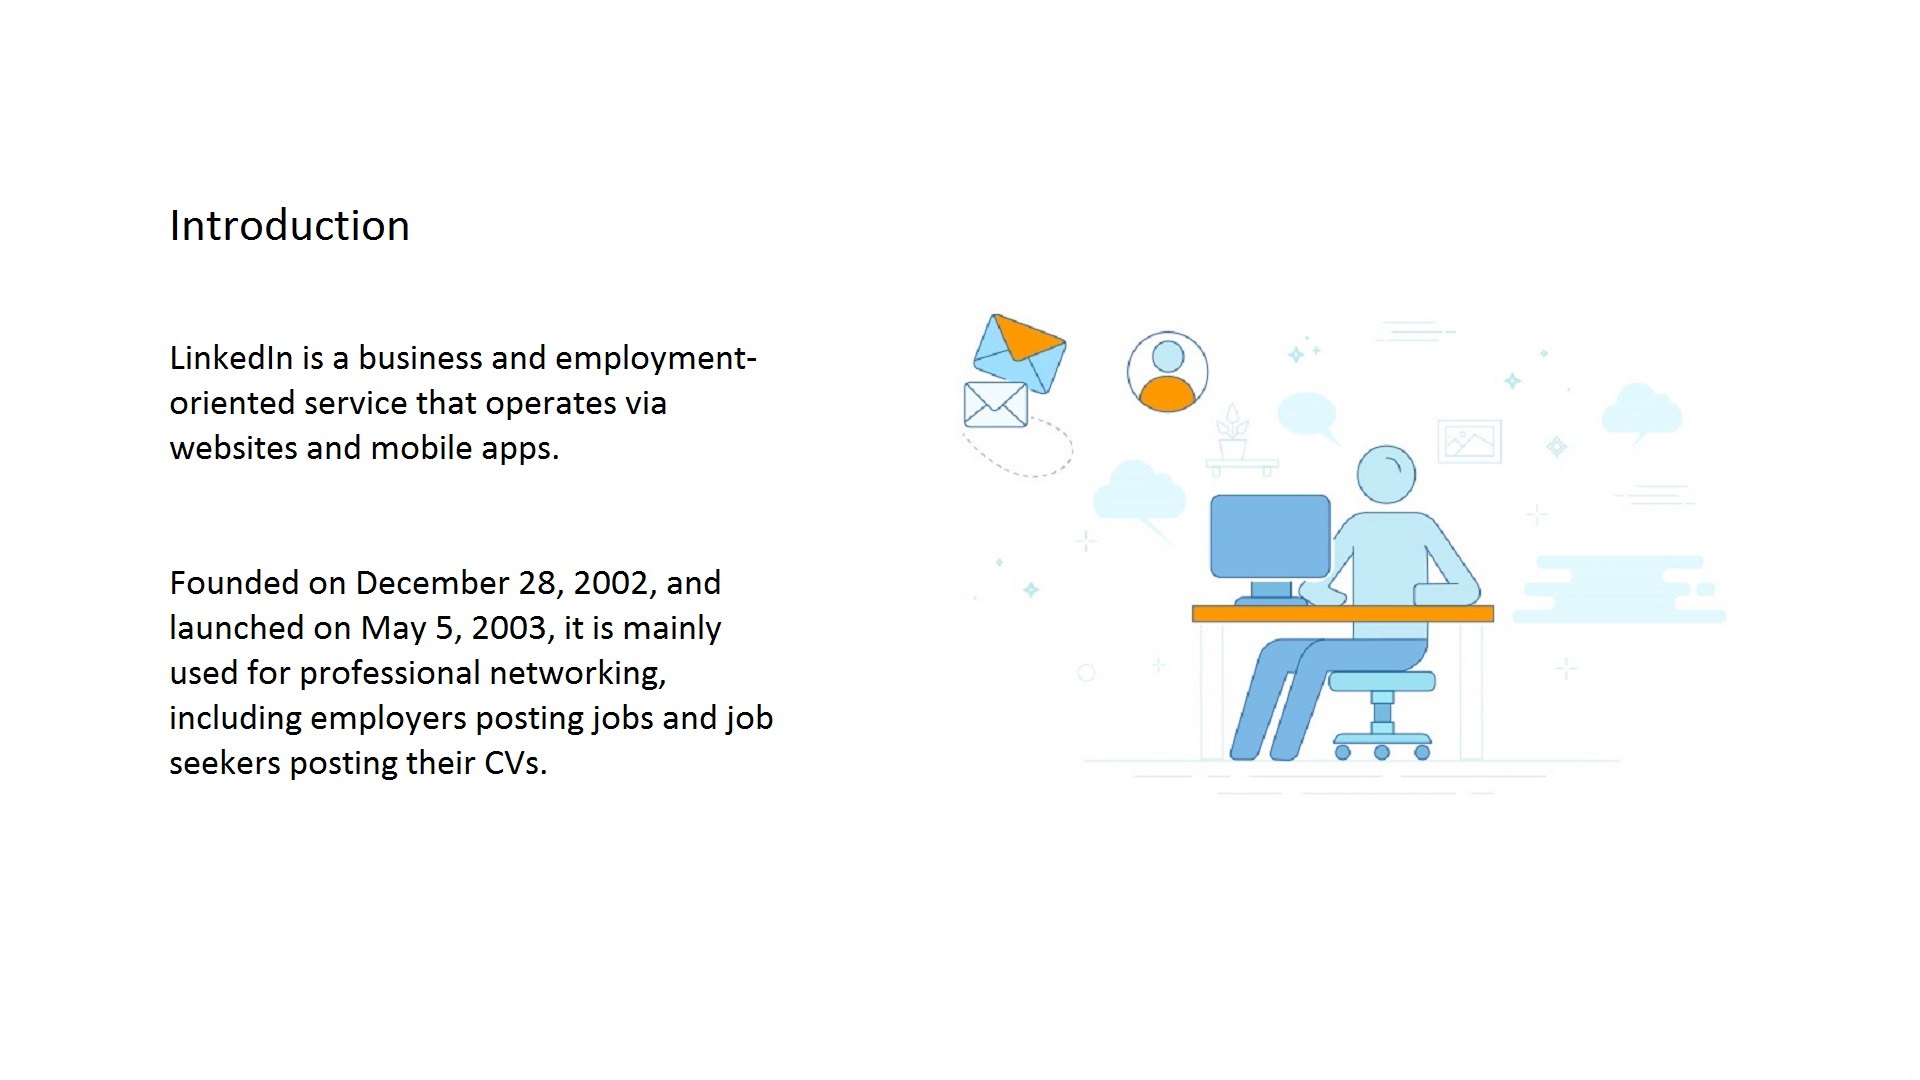 Introduction
LinkedIn is a business and employment-
oriented service that operates via
websites and mobile apps.
Founded on December 28, 2002, and
launched on May 5, 2003, it is mainly
used for professional networking,
including employers posting jobs and job
seekers posting their CVs.